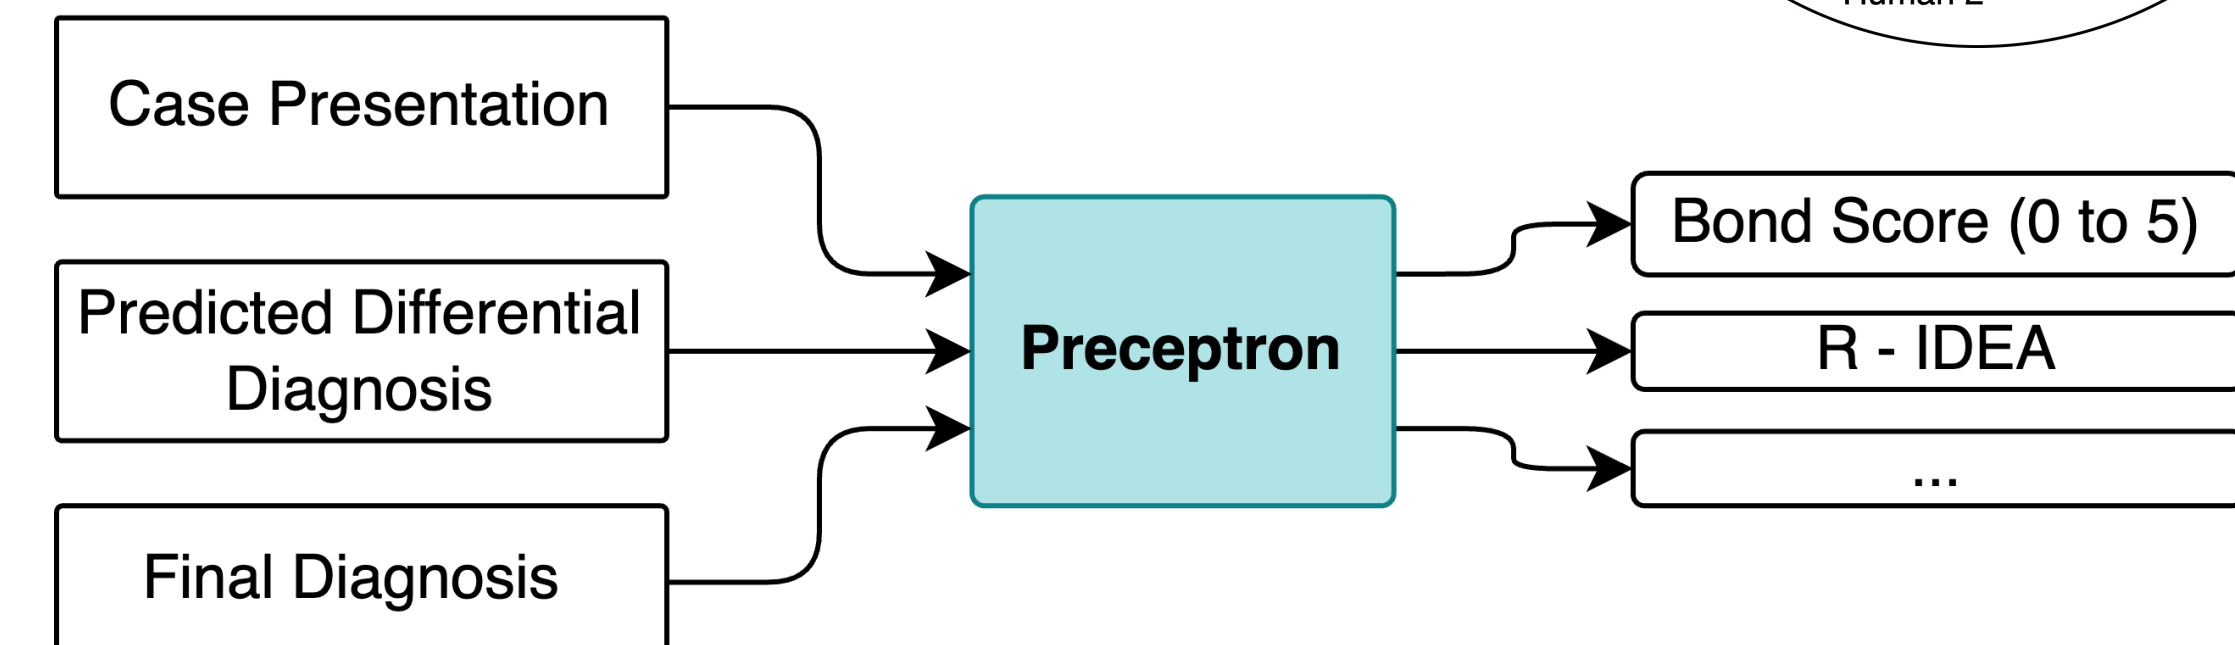 Case Presentation
Predicted Differential
Diagnosis
Final Diagnosis
Preceptron
Bond Score (0 to 5)
R - IDEA
...